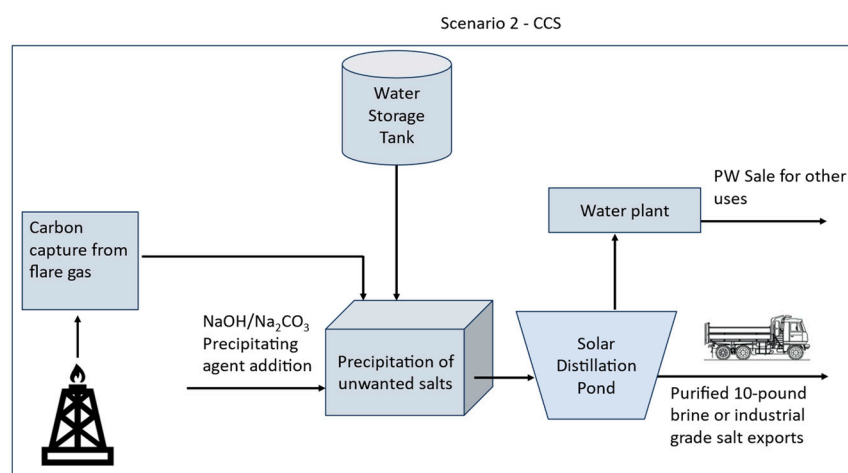 Scenario 2 - CCS
Water
Storage
Tank
PW Sale for other
uses
Water plant
Carbon
capture from
flare gas
NaOH/Na₂CO₃
Precipitating
agent addition
Precipitation of
unwanted salts
Solar
Distillation
Pond
Purified 10-pound
brine or industrial
grade salt exports